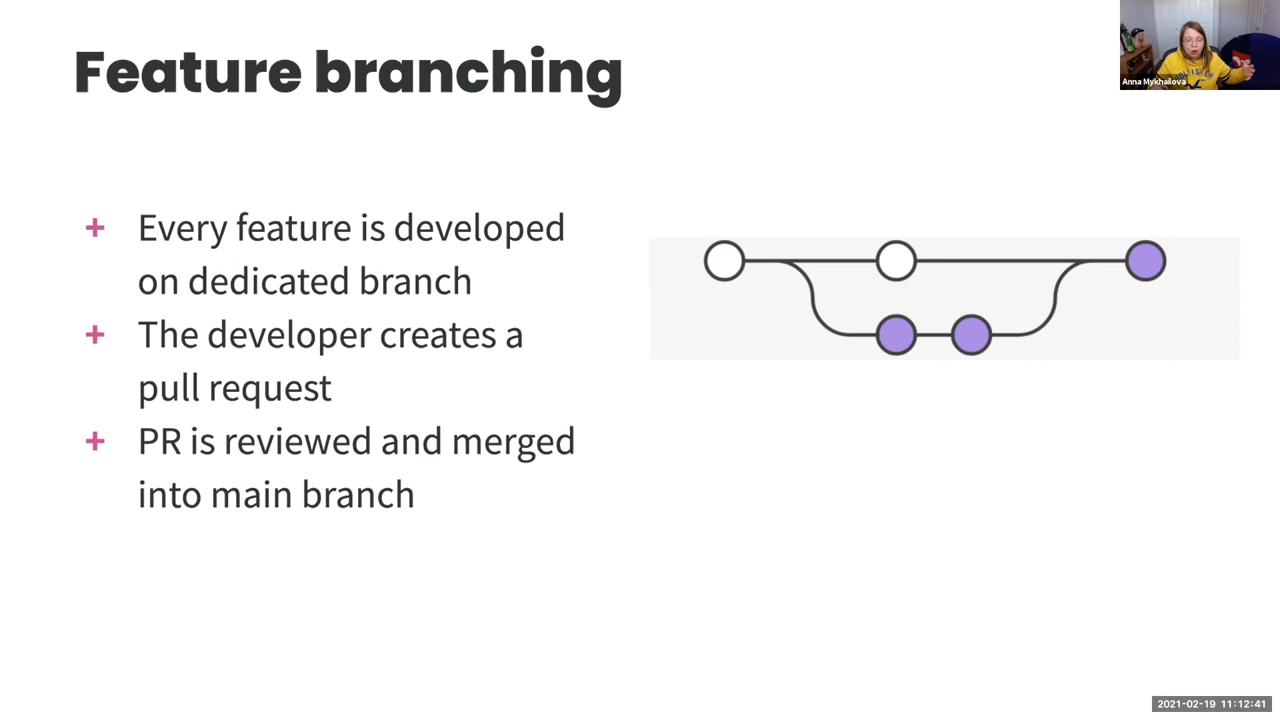 Feature branching
Anna Mykhailova
+ Every feature is developed
on dedicated branch
+ The developer creates a
pull request
+ PR is reviewed and merged
into main branch
2021-02-19 11:12:41